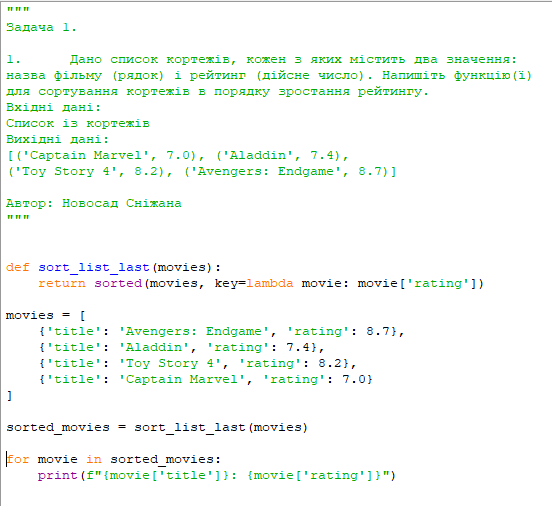 """
Задача 1.
1.      Дано список кортежів, кожен з яких містить два значення:
назва фільму (рядок) і рейтинг (дійсне число). Напишіть функцію(ї)
для сортування кортежів в порядку зростання рейтингу.
Вхідні дані:
Список із кортежів
Вихідні дані:
[('Captain Marvel', 7.0), ('Aladdin', 7.4),
('Toy Story 4', 8.2), ('Avengers: Endgame', 8.7)]
Автор: Новосад Сніжана
"""
def sort_list_last(movies):
    return sorted(movies, key=lambda movie: movie['rating'])
movies = [
    {'title': 'Avengers: Endgame', 'rating': 8.7},
    {'title': 'Aladdin', 'rating': 7.4},
    {'title': 'Toy Story 4', 'rating': 8.2},
    {'title': 'Captain Marvel', 'rating': 7.0}
]
sorted_movies = sort_list_last(movies)
for movie in sorted_movies:
    print(f"{movie['title']}: {movie['rating']}")